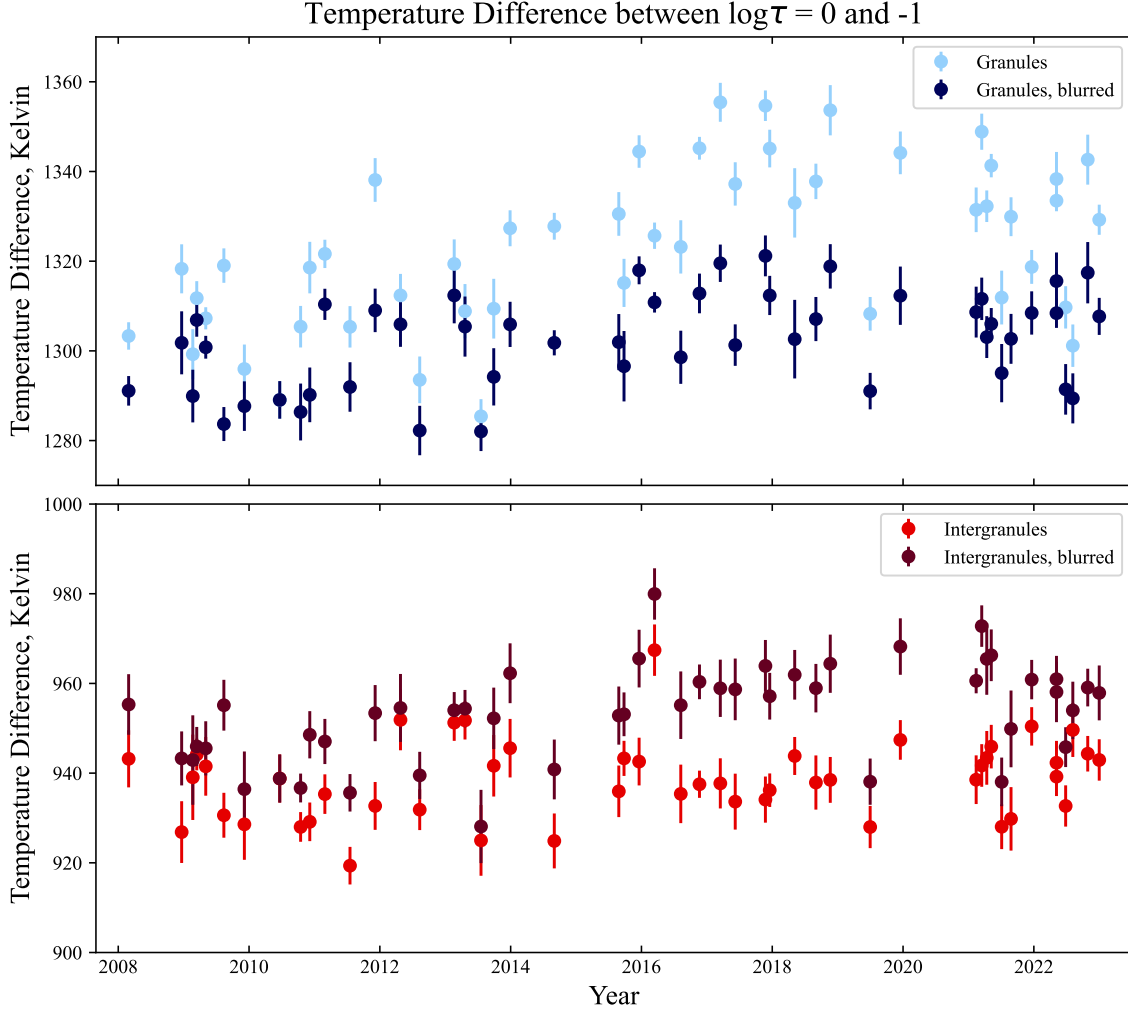 Temperature Difference between logτ = 0 and -1
Temperature Difference, Kelvin
1360
1340
1320
1300
1280
Granules
Granules, blurred
Temperature Difference, Kelvin
1000
980
960
940
920
900
Intergranules
Intergranules, blurred
2008 2010 2012 2014 2016 2018 2020 2022
Year